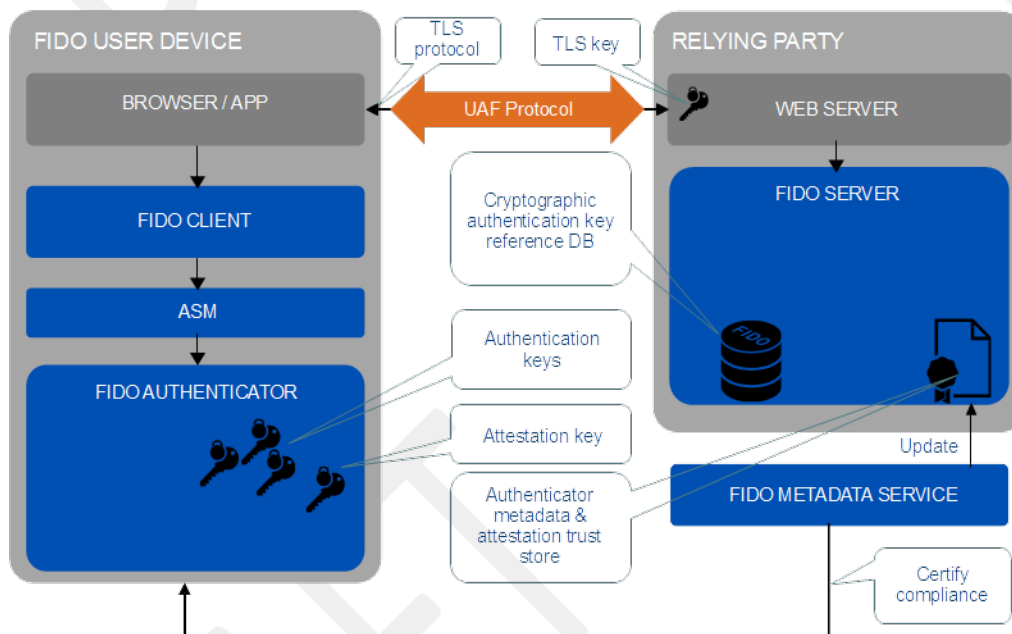 FIDO USER DEVICE
BROWSER / APP
FIDO CLIENT
ASM
FIDO AUTHENTICATOR
TLS
protocol
TLS key
UAF Protocol
Cryptographic
authentication key
reference DB
Authentication
keys
Attestation key
Authenticator
metadata &
attestation trust
store
RELYING PARTY
WEB SERVER
FIDO SERVER
FIDO
Update
FIDO METADATA SERVICE
Certify
compliance